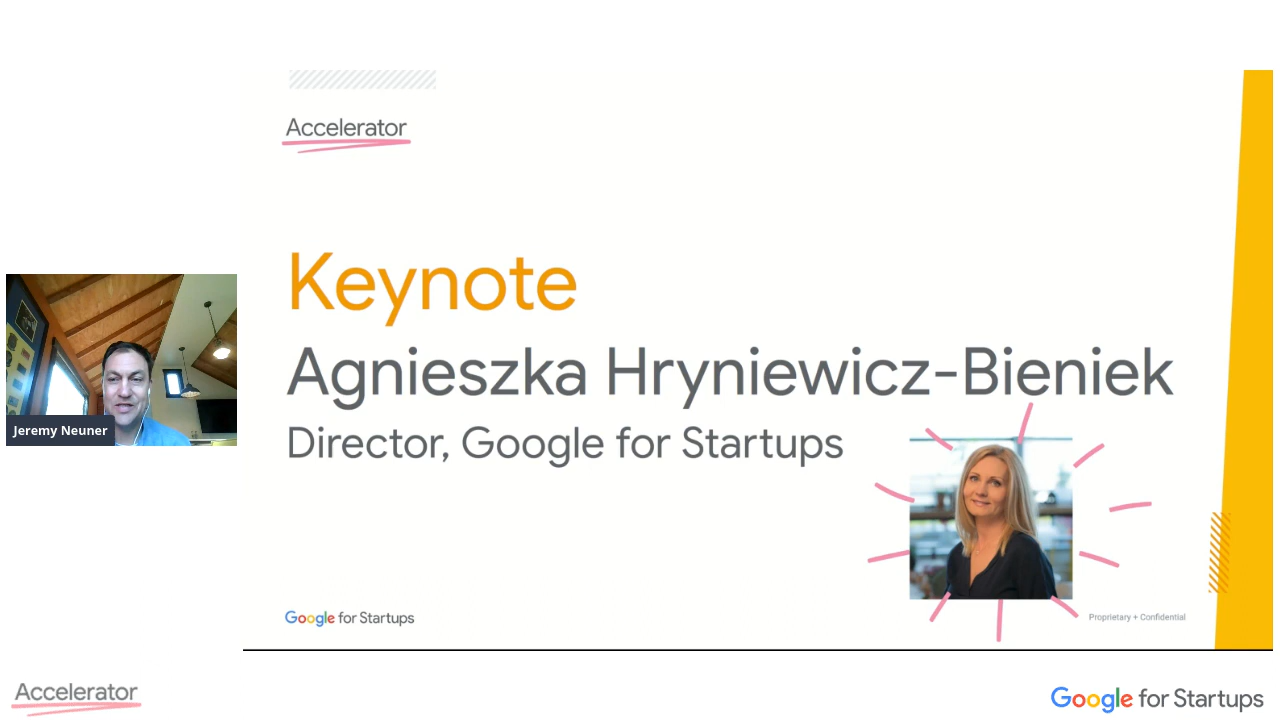 Accelerator
Keynote
Agnieszka Hryniewicz-Bieniek
Director, Google for Startups
Jeremy Neuner
Google for Startups
Proprietary + Confidential
Accelerator
Google for Startups